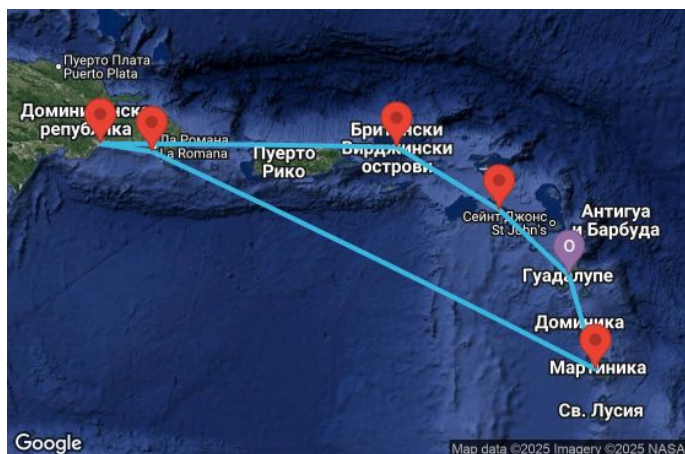 Пуерто Плата
Puerto Plata
Доминиканска
република
Ла Романа
La Romana
Пуерто
Рико
Британски
Вирджински
острови
Сейнт Джонс
St John's
Антигуа
и Барбуда
O
Гуадалупе
Доминика
Мартиника
Св. Лусия
Google
Map data ©2025 Imagery ©2025 NASA